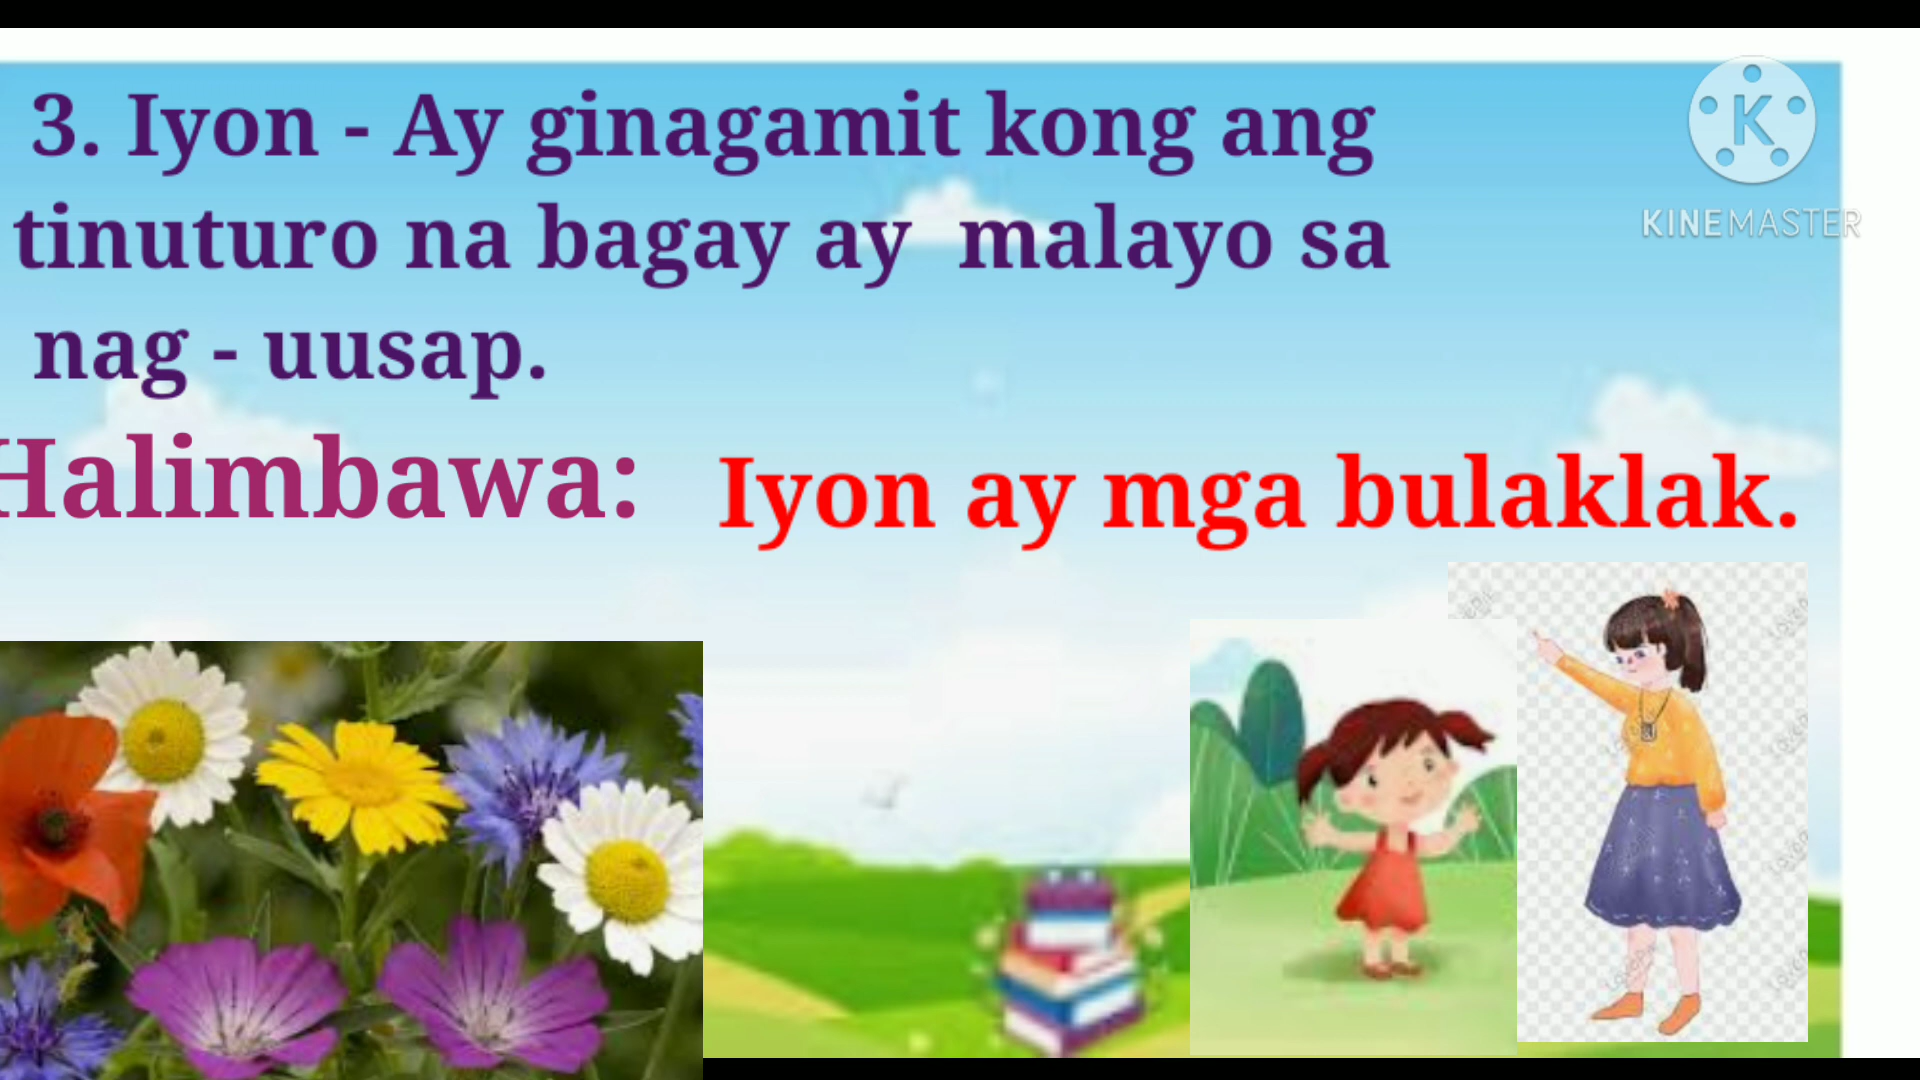 3. Iyon - Ay ginagamit kong ang
tinuturo na bagay ay malayo sa
nag - uusap.
Halimbawa:
Iyon ay mga bulaklak.
K
KINEMASTER